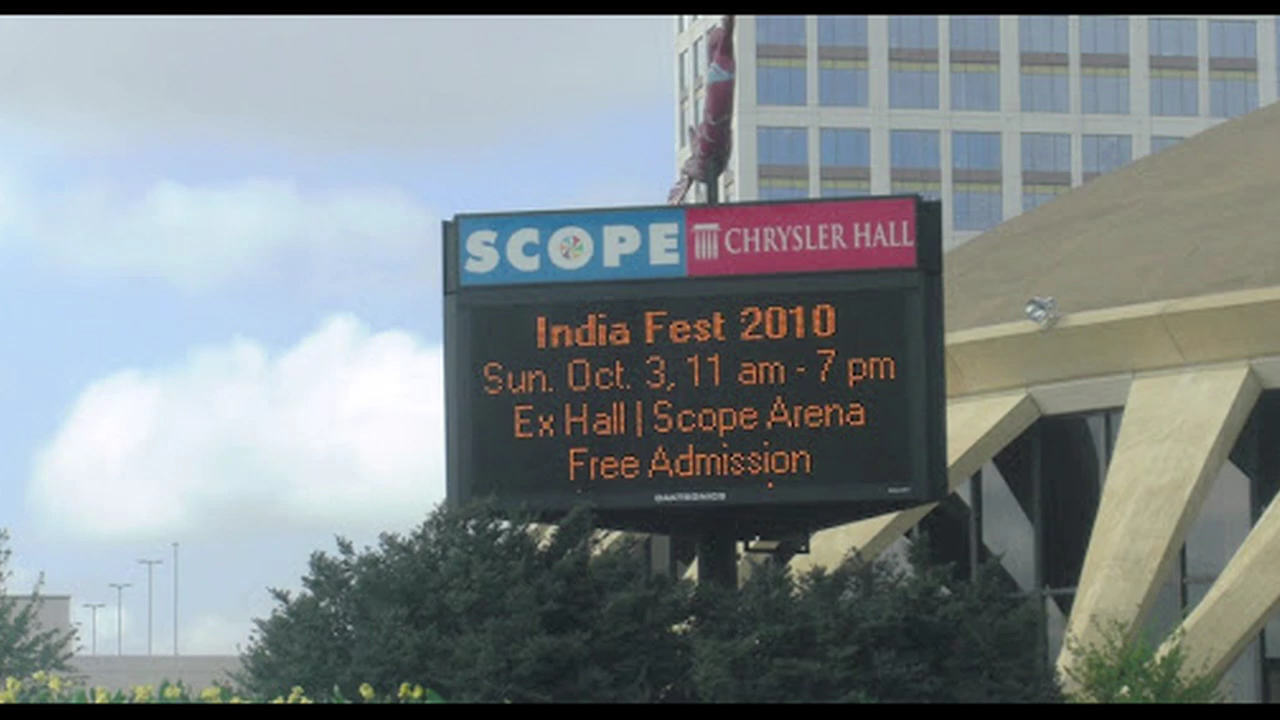 SCOPE CHRYSLER HALL
India Fest 2010
Sun. Oct. 3, 11 am - 7 pm
Ex Hall | Scope Arena
Free Admission
DAKTRONICS